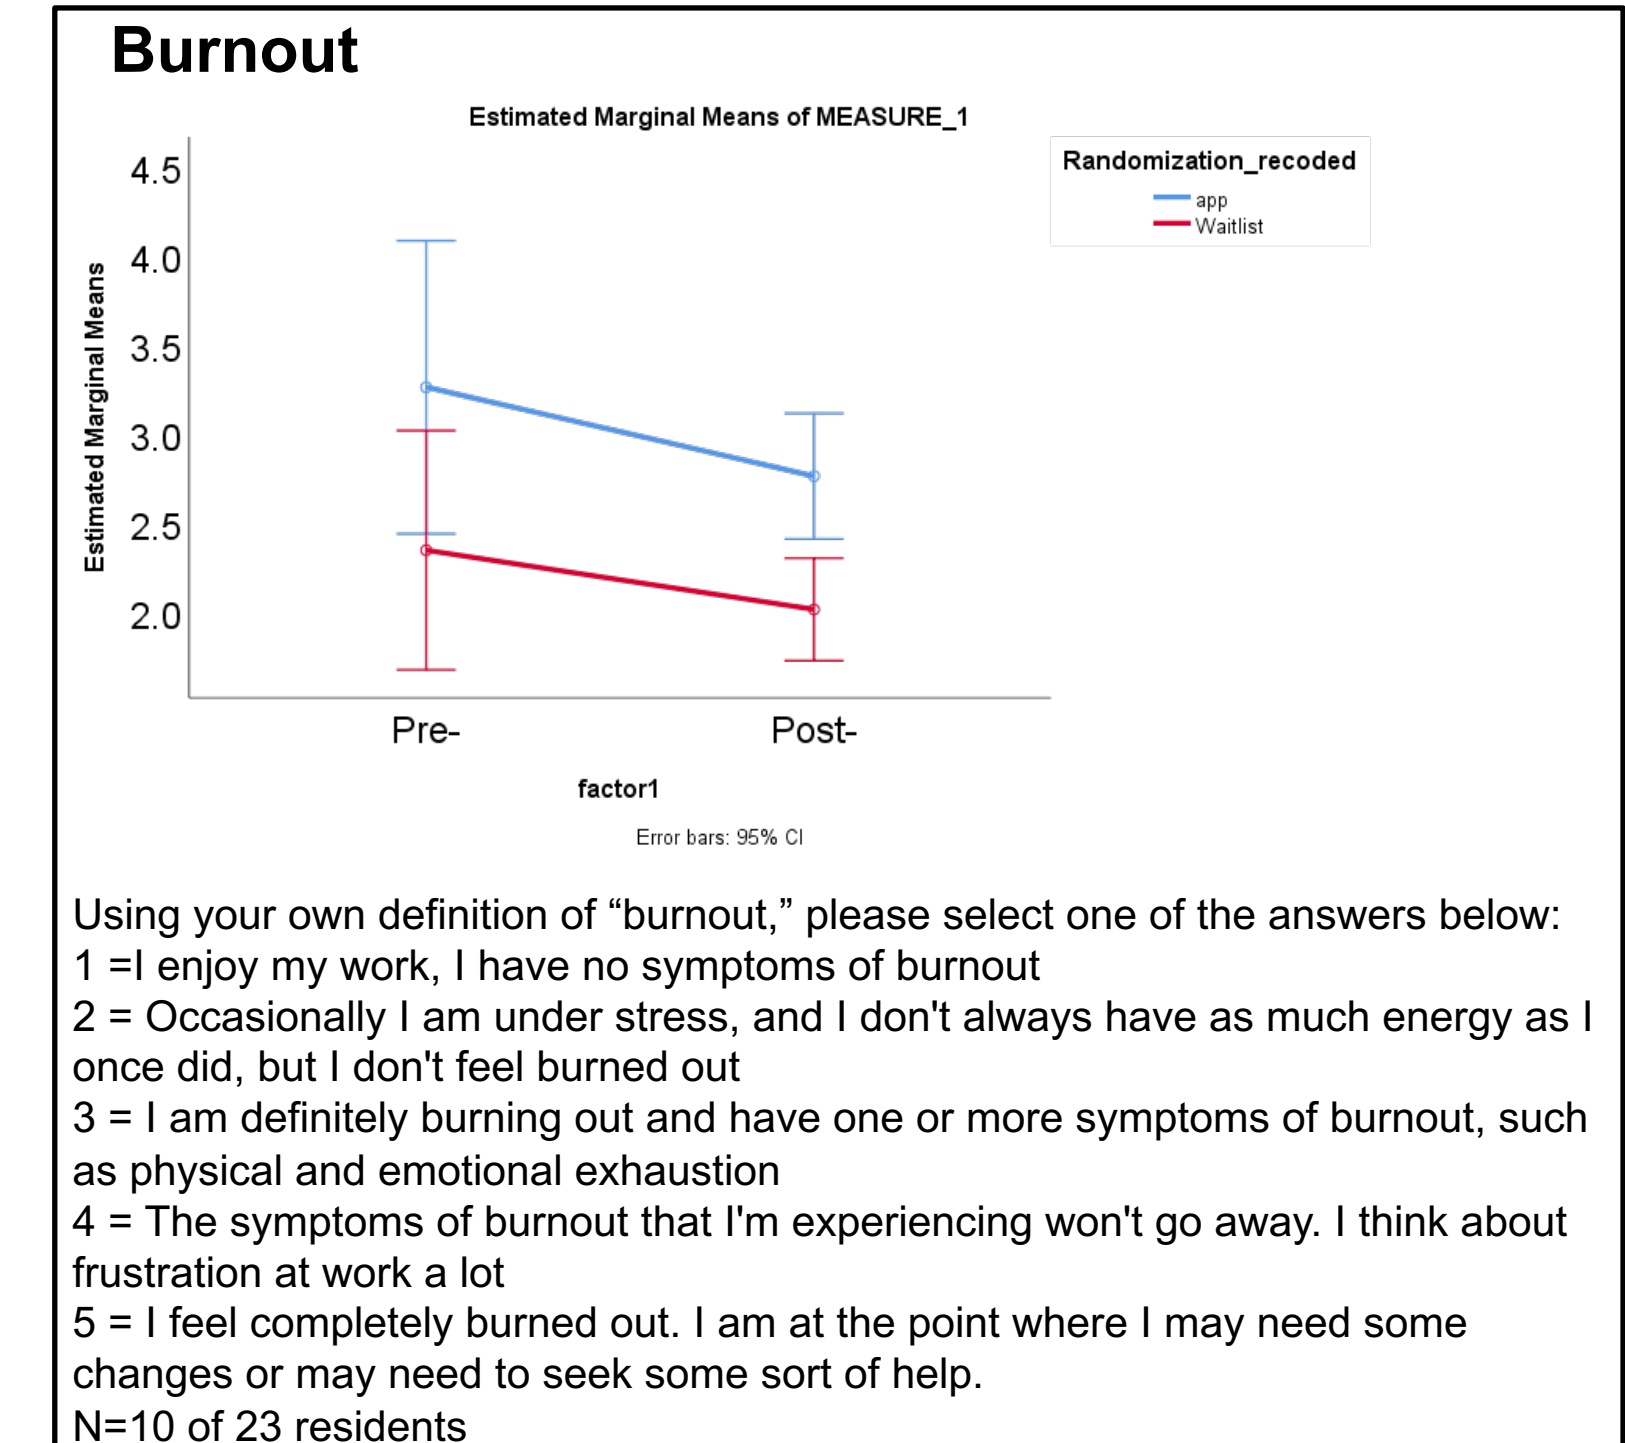 Burnout
Estimated Marginal Means of MEASURE_1
Randomization_recoded
app
Waitlist
Estimated Marginal Means
4.5
4.0
3.5
3.0
2.5
2.0
Pre-
Post-
factor1
Error bars: 95% CI
Using your own definition of “burnout,” please select one of the answers below:
1 =I enjoy my work, I have no symptoms of burnout
2 = Occasionally I am under stress, and I don't always have as much energy as I
once did, but I don't feel burned out
3 = I am definitely burning out and have one or more symptoms of burnout, such
as physical and emotional exhaustion
4 = The symptoms of burnout that I'm experiencing won't go away. I think about
frustration at work a lot
5 = I feel completely burned out. I am at the point where I may need some
changes or may need to seek some sort of help.
N=10 of 23 residents